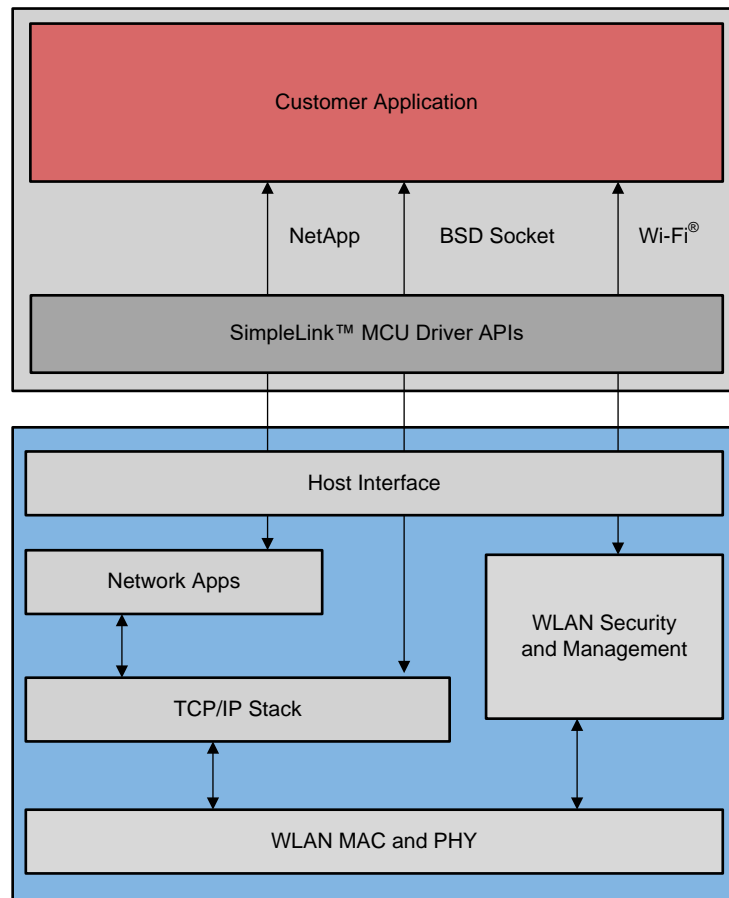 Customer Application
NetApp
BSD Socket
Wi-Fi®
SimpleLink™ MCU Driver APIs
Host Interface
Network Apps
WLAN Security
and Management
TCP/IP Stack
WLAN MAC and PHY